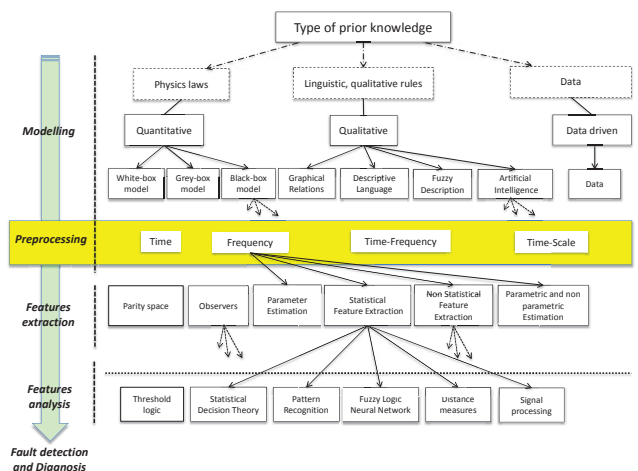 Type of prior knowledge
Physics laws
Linguistic, qualitative rules
Data
Modelling
Quantitative
Qualitative
Data driven
White-box
model
Grey-box
model
Black-box
model
Graphical
Relations
Descriptive
Language
Fuzzy
Description
Artificial
Intelligence
Data
Preprocessing
Time
Frequency
Time-Frequency
Time-Scale
Features
extraction
Parity space
Observers
Parameter
Estimation
Statistical
Feature Extraction
Non Statistical
Feature
Extraction
Parametric and non
parametric
Estimation
Features
analysis
Threshold
logic
Statistical
Decision Theory
Pattern
Recognition
Fuzzy Logic
Neural Network
Distance
measures
Signal
processing
Fault detection
and Diagnosis